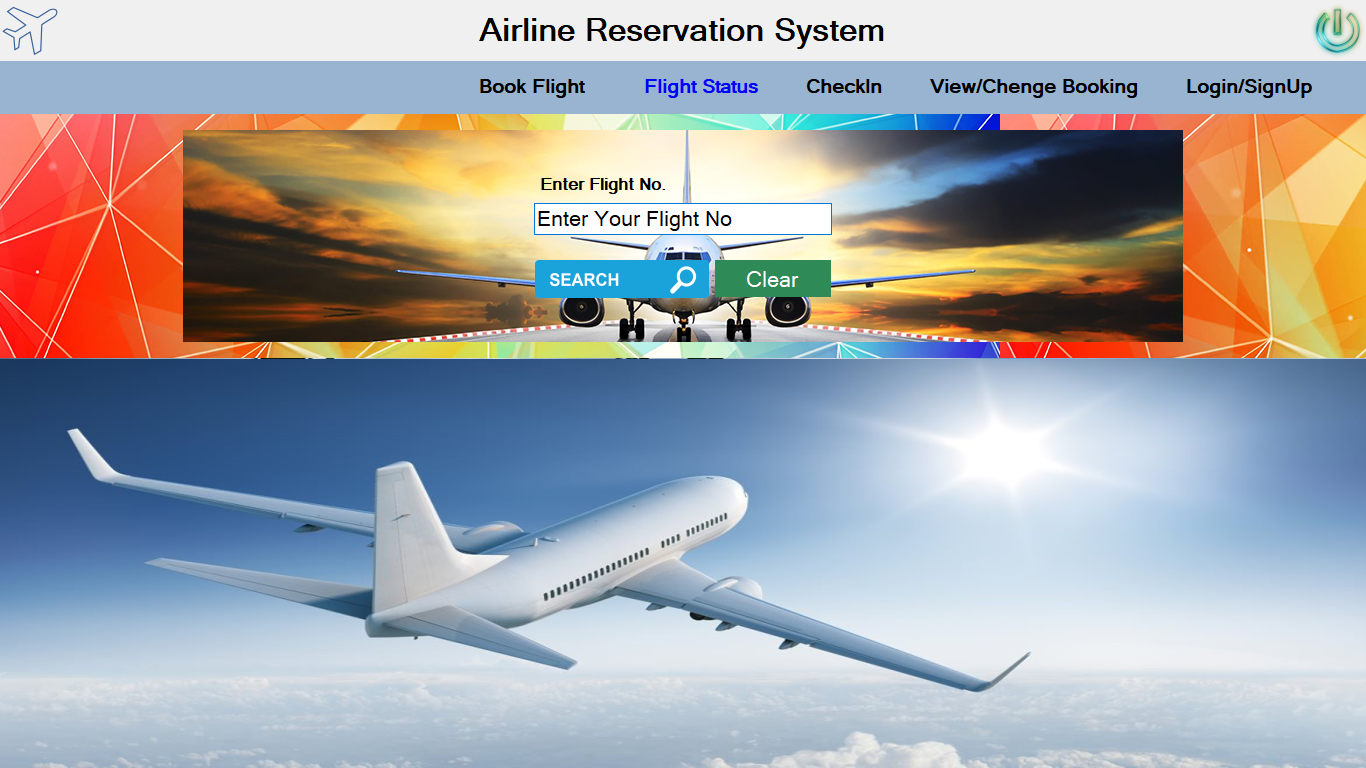 Airline Reservation System
Book Flight Flight Status CheckIn View/Chenge Booking Login/SignUp
Enter Flight No.
Enter Your Flight No
SEARCH Clear